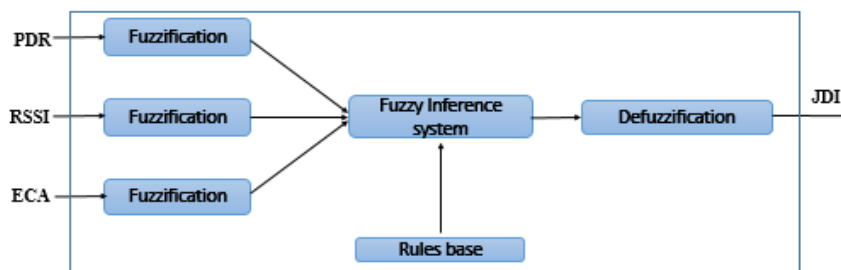 PDR
Fuzzification
RSSI
Fuzzification
ECA
Fuzzification
Fuzzy Inference
system
Rules base
Defuzzification
JDI